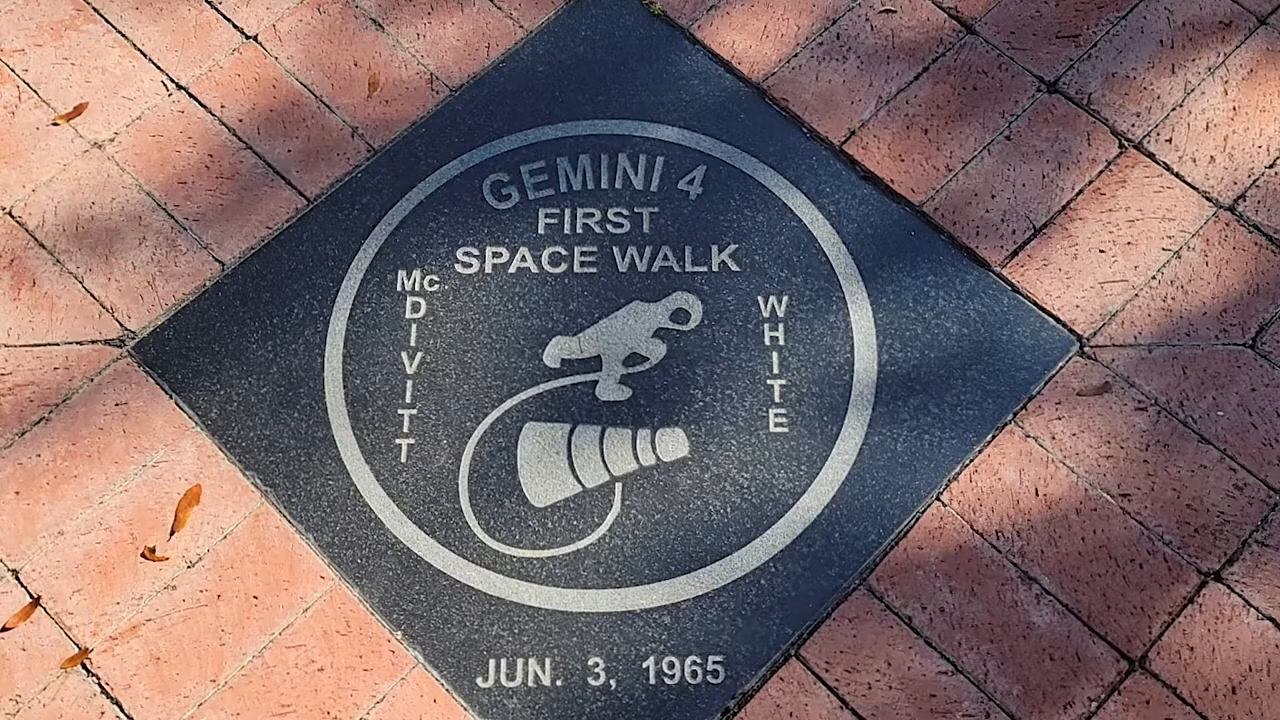 GEMINI 4
FIRST
SPACE WALK
McDIVITT
WHITE
JUN. 3, 1965